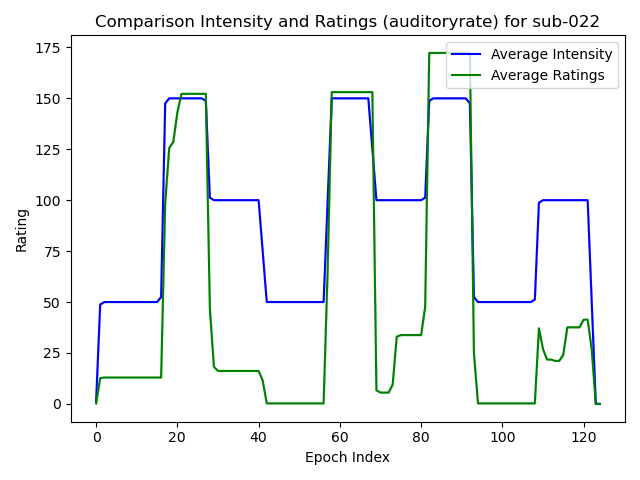 Comparison Intensity and Ratings (auditoryrate) for sub-022
Average Intensity
Average Ratings
175
150
125
100
75
50
25
0
Rating
0 20 40 60 80 100 120
Epoch Index